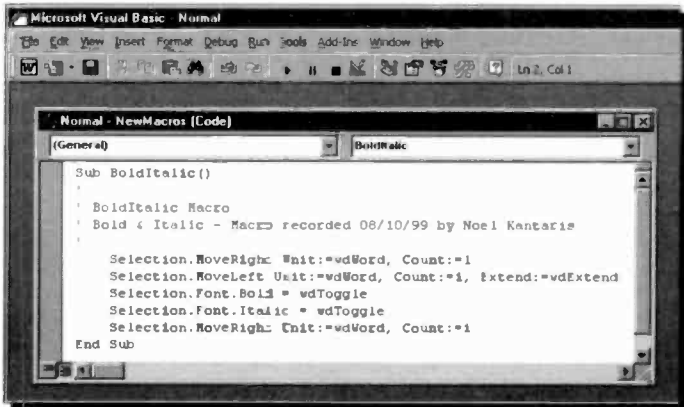 Microsoft Visual Basic - Normal
File Edit View Insert Format Debug Run Tools Add-Ins Window Help
Ln 2, Col 1
Normal - NewMacros (Code)
(General) BoldItalic
Sub BoldItalic()
'
' BoldItalic Macro
' Bold & Italic - Macro recorded 08/10/99 by Noel Kantaris
'
Selection.MoveRight Unit:=wdWord, Count:=1
Selection.MoveLeft Unit:=wdWord, Count:=1, Extend:=wdExtend
Selection.Font.Bold = wdToggle
Selection.Font.Italic = wdToggle
Selection.MoveRight Unit:=wdWord, Count:=1
End Sub